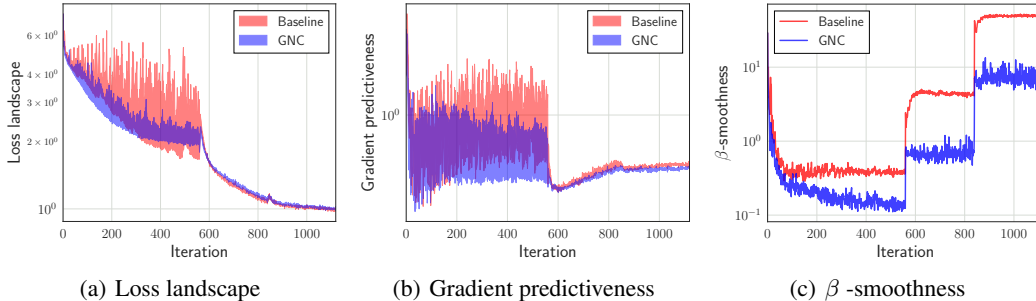 Loss landscape
6 × 10⁰
4 × 10⁰
3 × 10⁰
2 × 10⁰
10⁰
Baseline
GNC
0 200 400 600 800 1000
Iteration
(a) Loss landscape
Gradient predictiveness
10⁰
Baseline
GNC
0 200 400 600 800 1000
Iteration
(b) Gradient predictiveness
β-smoothness
10¹
10⁰
10⁻¹
Baseline
GNC
0 200 400 600 800 1000
Iteration
(c) β -smoothness